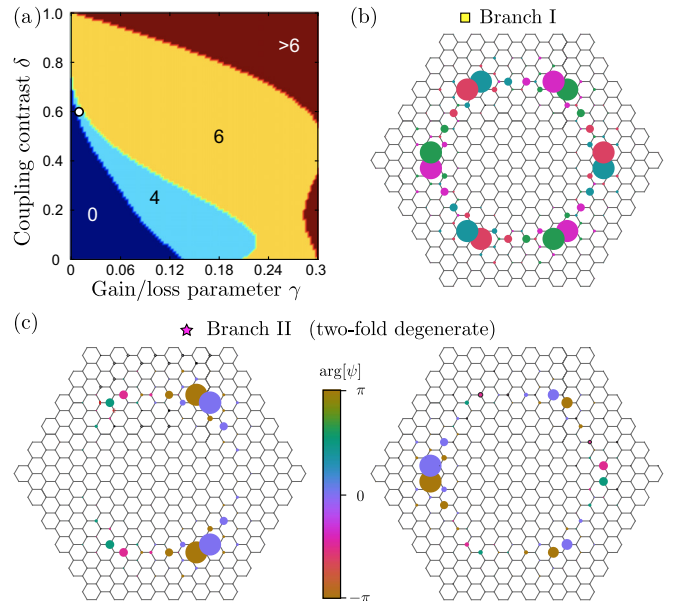 (a)
1.0
0.8
0.6
0.4
0.2
0
Coupling contrast δ
>6
6
4
0
0
0.06
0.12
0.18
0.24
0.3
Gain/loss parameter γ
(b)
Branch I
(c)
Branch II (two-fold degenerate)
arg[ψ]
π
0
−π